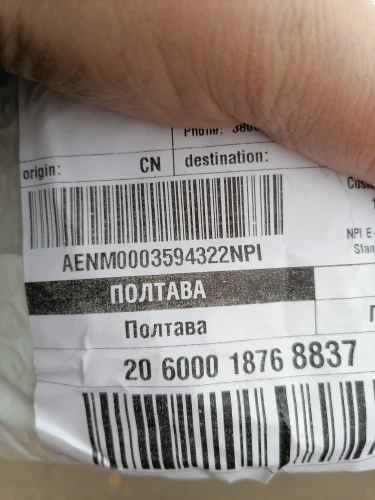 Phone: 380
origin: CN destination:
AENM0003594322NPI
NPI E-
ПОЛТАВА
Полтава
20 6000 1876 8837